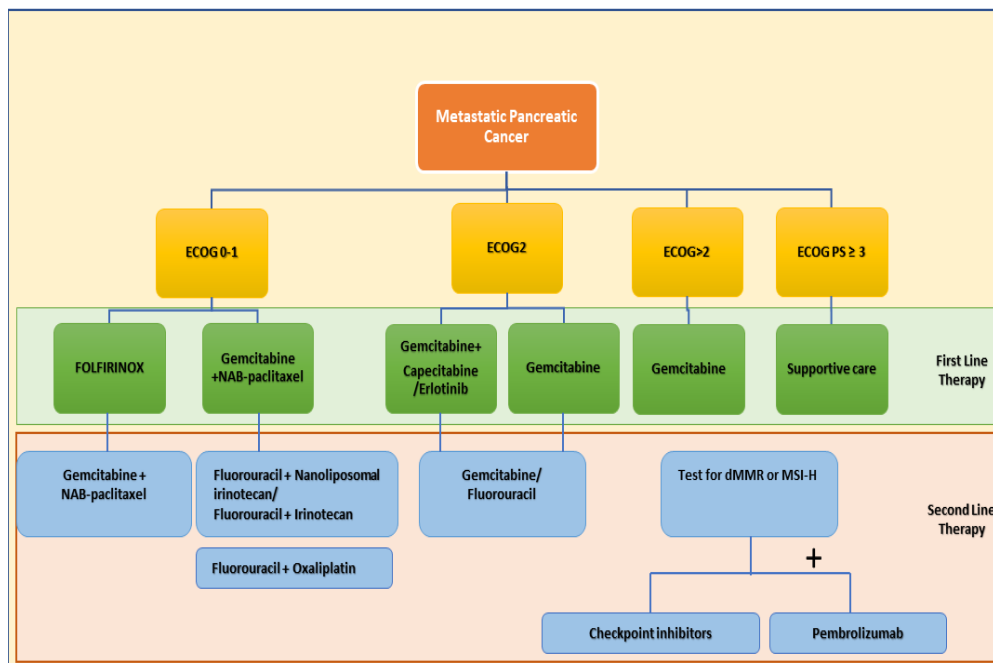 Metastatic Pancreatic
Cancer
ECOG 0-1
ECOG2
ECOG>2
ECOG PS ≥ 3
FOLFIRINOX
Gemcitabine
+NAB-paclitaxel
Gemcitabine+
Capecitabine
/Erlotinib
Gemcitabine
Gemcitabine
Supportive care
First Line
Therapy
Gemcitabine +
NAB-paclitaxel
Fluorouracil + Nanoliposomal
irinotecan/
Fluorouracil + Irinotecan
Gemcitabine/
Fluorouracil
Test for dMMR or MSI-H
Second Line
Therapy
Fluorouracil + Oxaliplatin
+
Checkpoint inhibitors
Pembrolizumab